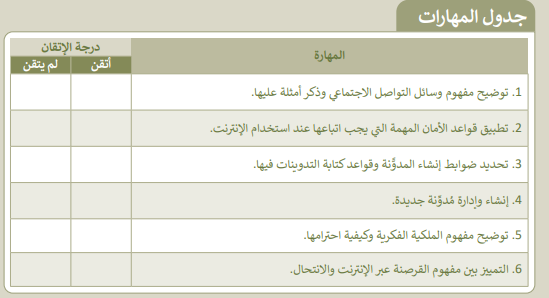 جدول المهارات
المهارة
درجة الإتقان
أتقن
لم يتقن
1. توضيح مفهوم وسائل التواصل الاجتماعي وذكر أمثلة عليها.
2. تطبيق قواعد الأمان المهمة التي يجب اتباعها عند استخدام الإنترنت.
3. تحديد ضوابط إنشاء المدوَّنة وقواعد كتابة التدوينات فيها.
4. إنشاء وإدارة مُدوّنة جديدة.
5. توضيح مفهوم الملكية الفكرية وكيفية احترامها.
6. التمييز بين مفهوم القرصنة عبر الإنترنت والانتحال.